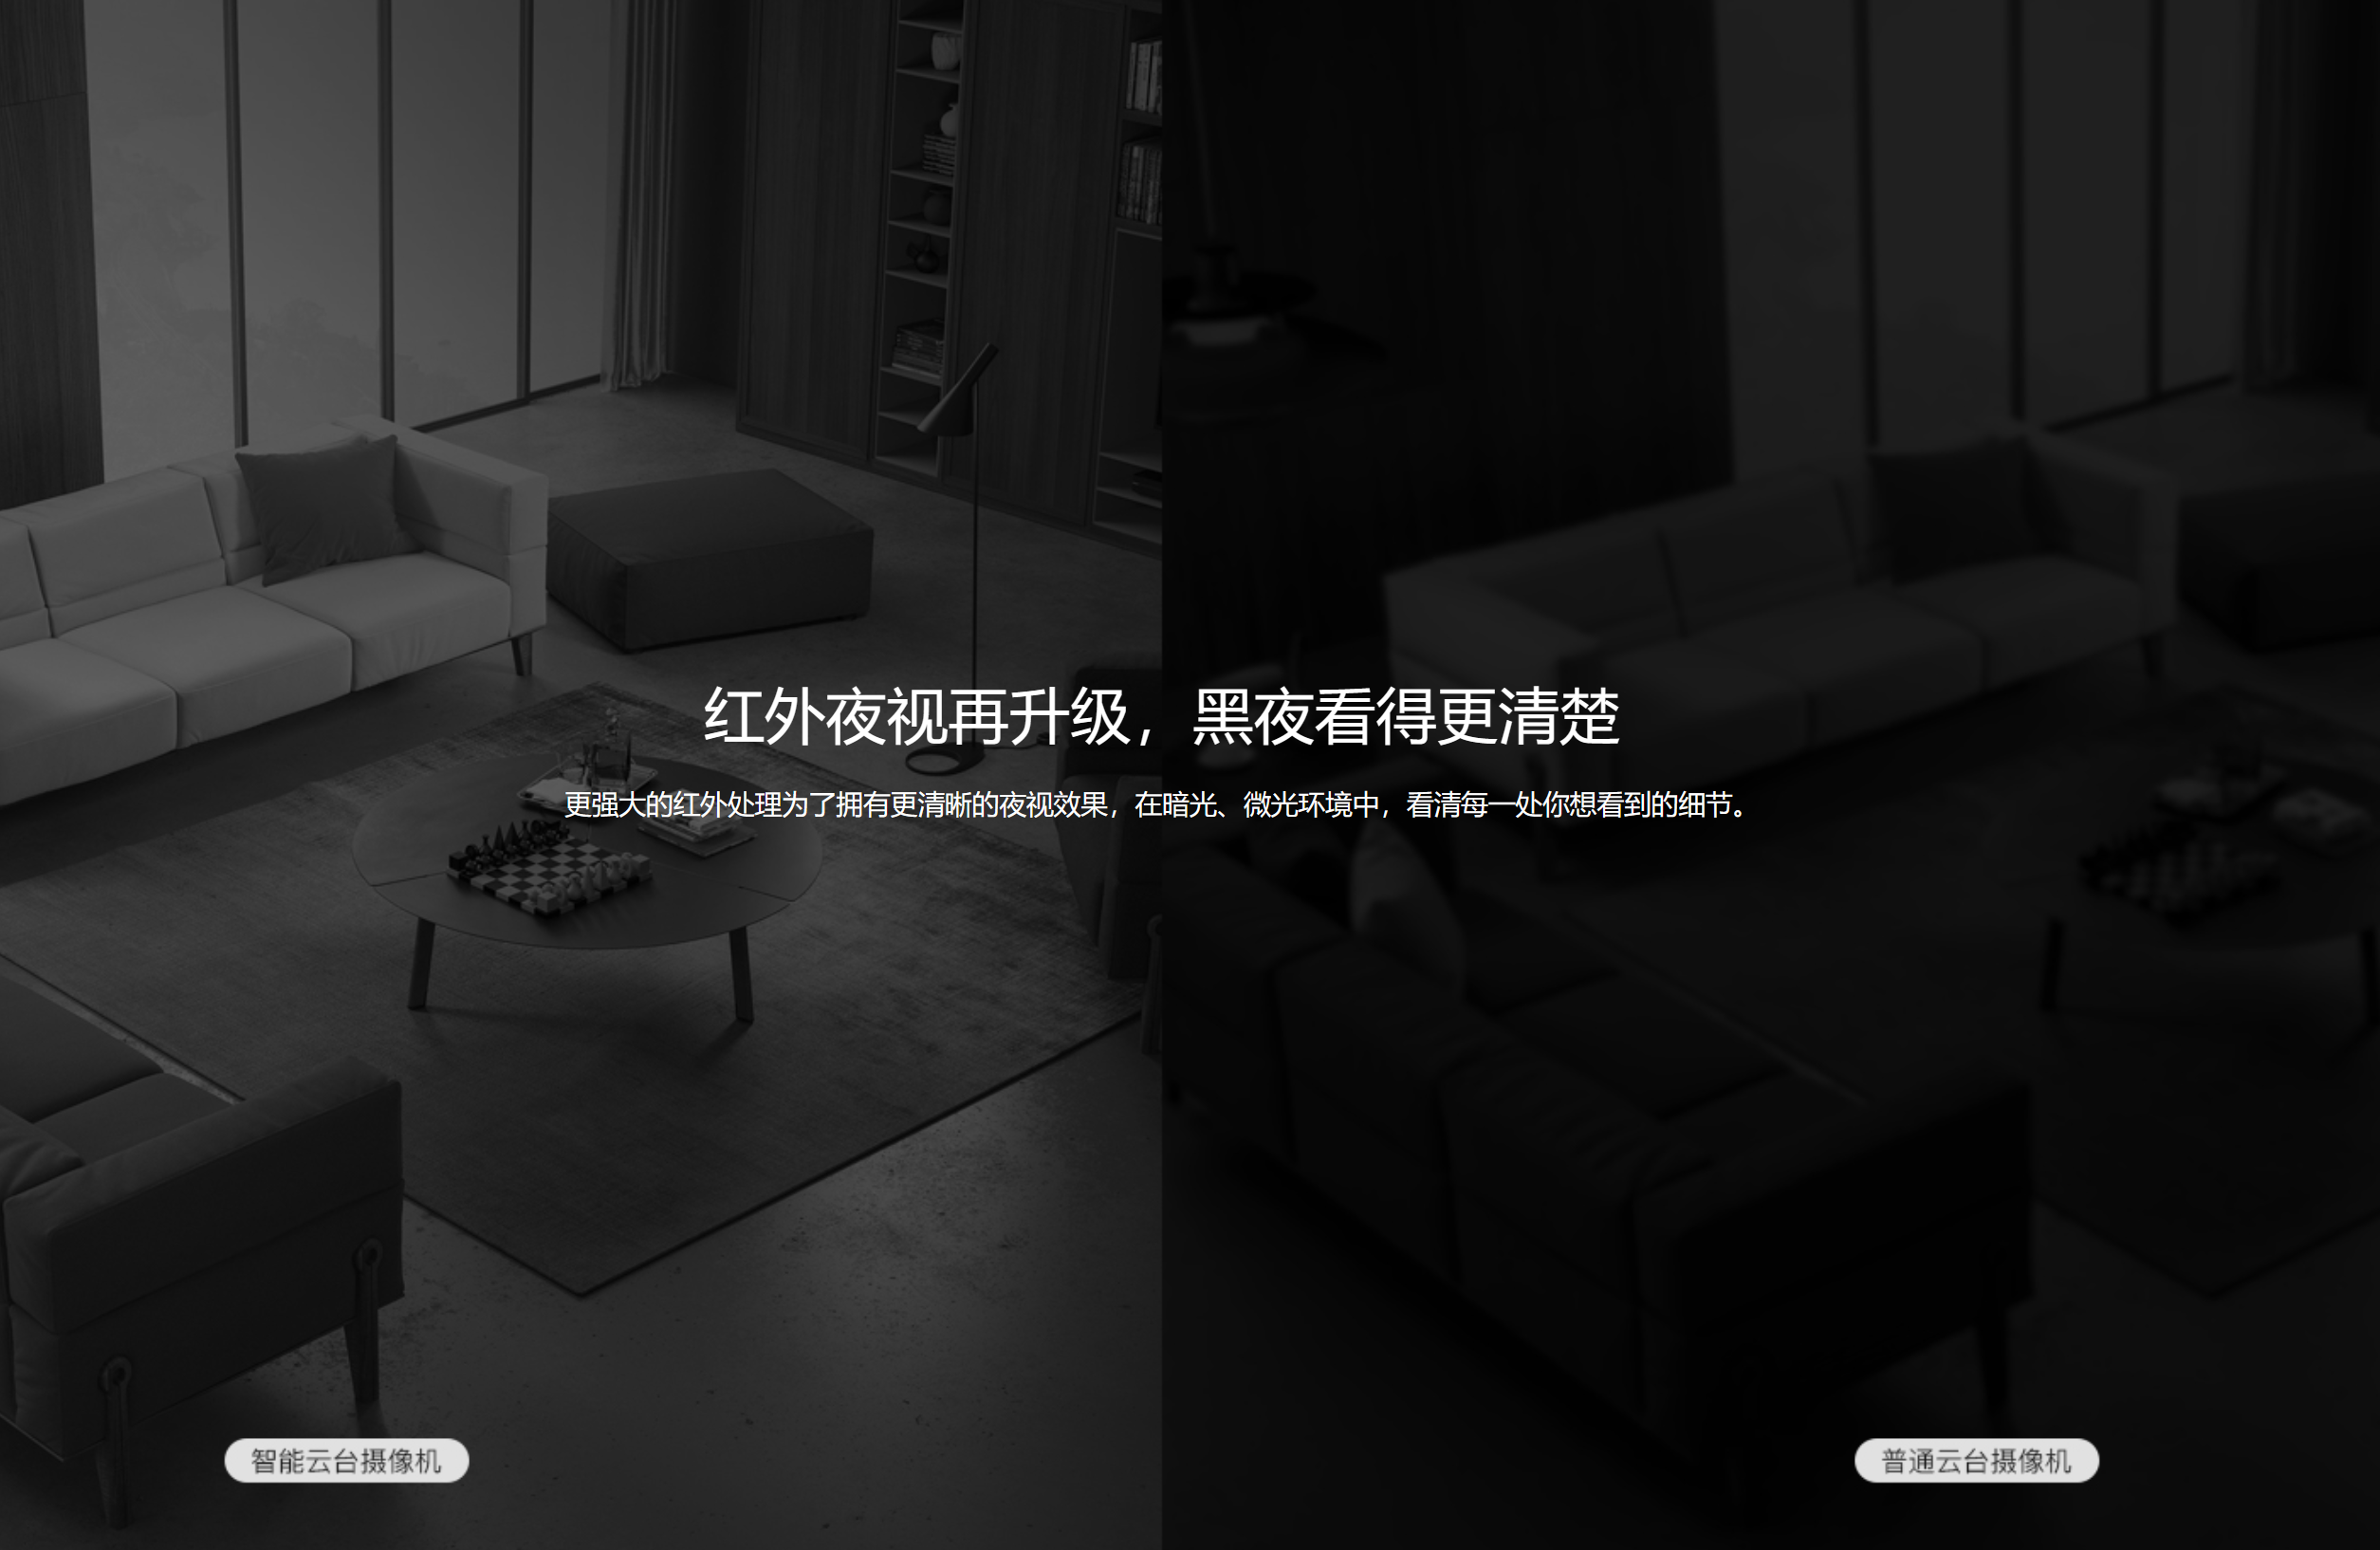 红外夜视再升级，黑夜看得更清楚
更强大的红外处理为了拥有更清晰的夜视效果，在暗光、微光环境中，看清每一处你想看到的细节。
智能云台摄像机
普通云台摄像机